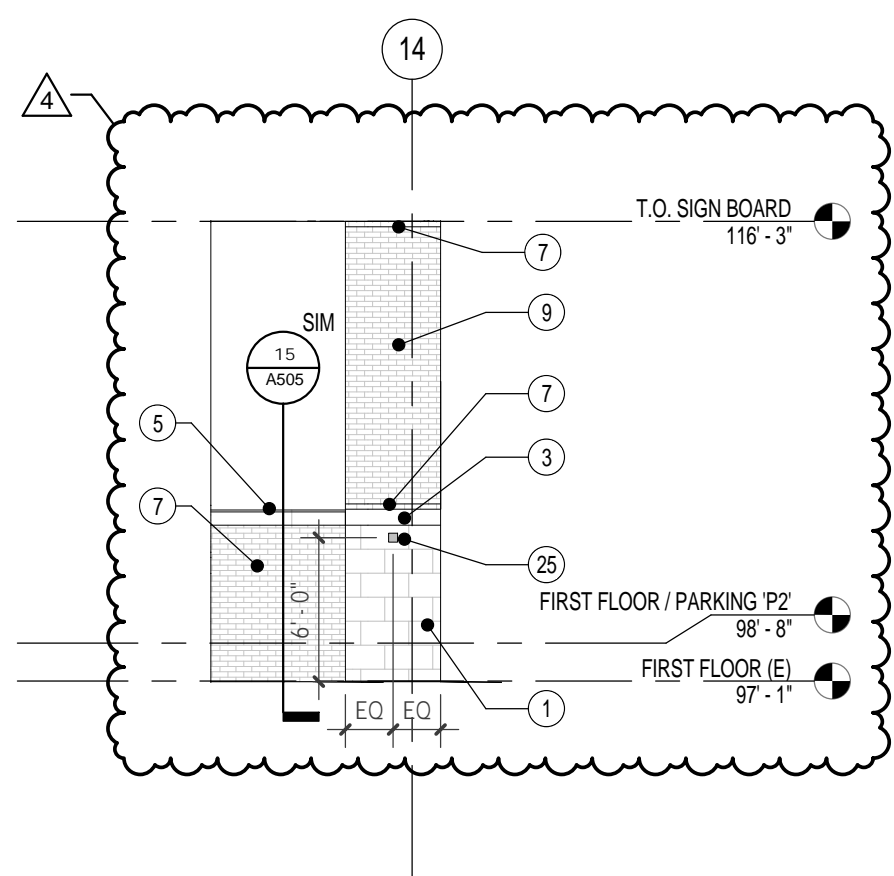 14
4
T.O. SIGN BOARD
116' - 3"
7
9
SIM
15
A505
7
5
3
7
25
6' - 0"
FIRST FLOOR / PARKING 'P2'
98' - 8"
FIRST FLOOR (E)
97' - 1"
EQ EQ
1